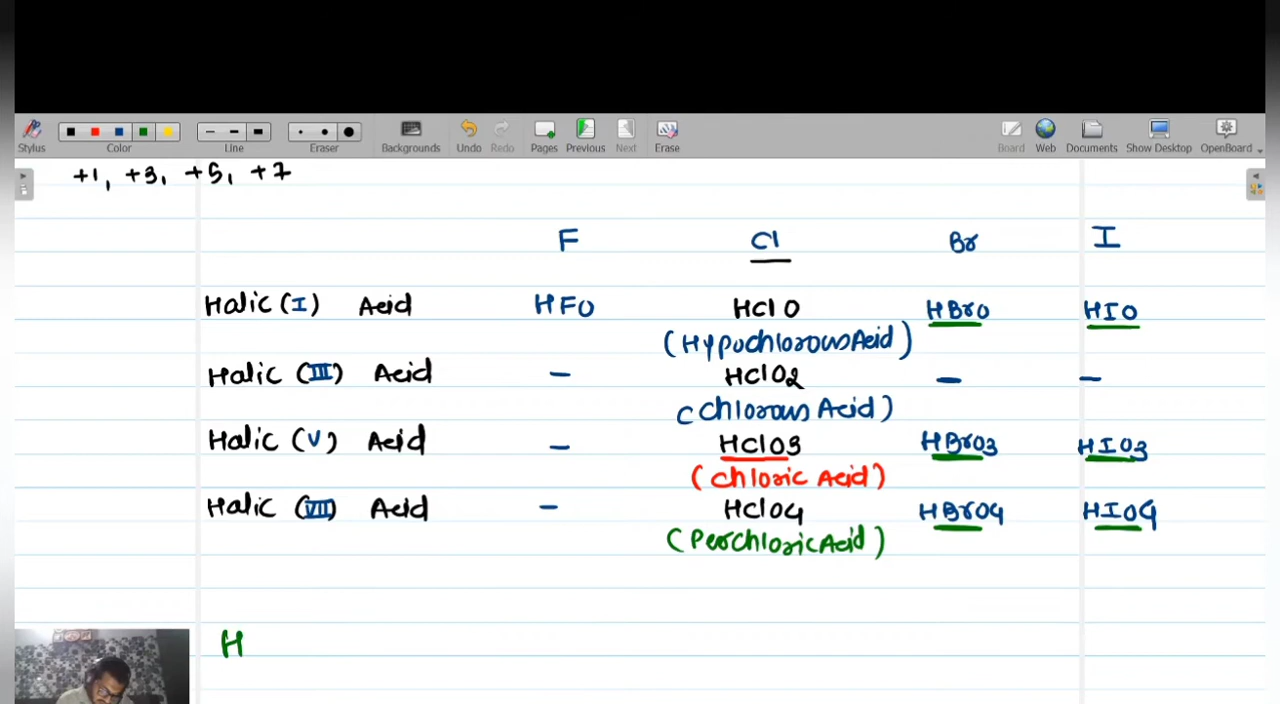 Stylus Color Line Eraser Backgrounds Undo Redo Pages Previous Next Erase Board Web Documents Show Desktop OpenBoard
+1, +3, +5, +7
F Cl Br I
Halic (I) Acid HFO HClO HBrO HIO
(Hypochlorous Acid)
Halic (III) Acid - HClO2 - -
(Chlorous Acid)
Halic (V) Acid - HClO3 HBrO3 HIO3
(Chloric Acid)
Halic (VII) Acid - HClO4 HBrO4 HIO4
(Perchloric Acid)
H